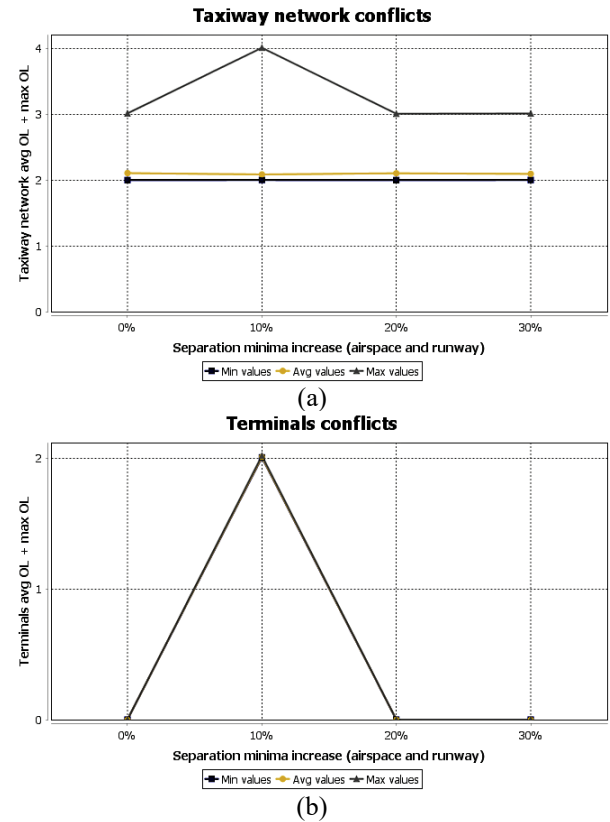 Taxiway network conflicts
Taxiway network avg OL + max OL
4
3
2
1
0
0% 10% 20% 30%
Separation minima increase (airspace and runway)
Min values Avg values Max values
(a)
Terminals conflicts
Terminals avg OL + max OL
2
1
0
0% 10% 20% 30%
Separation minima increase (airspace and runway)
Min values Avg values Max values
(b)